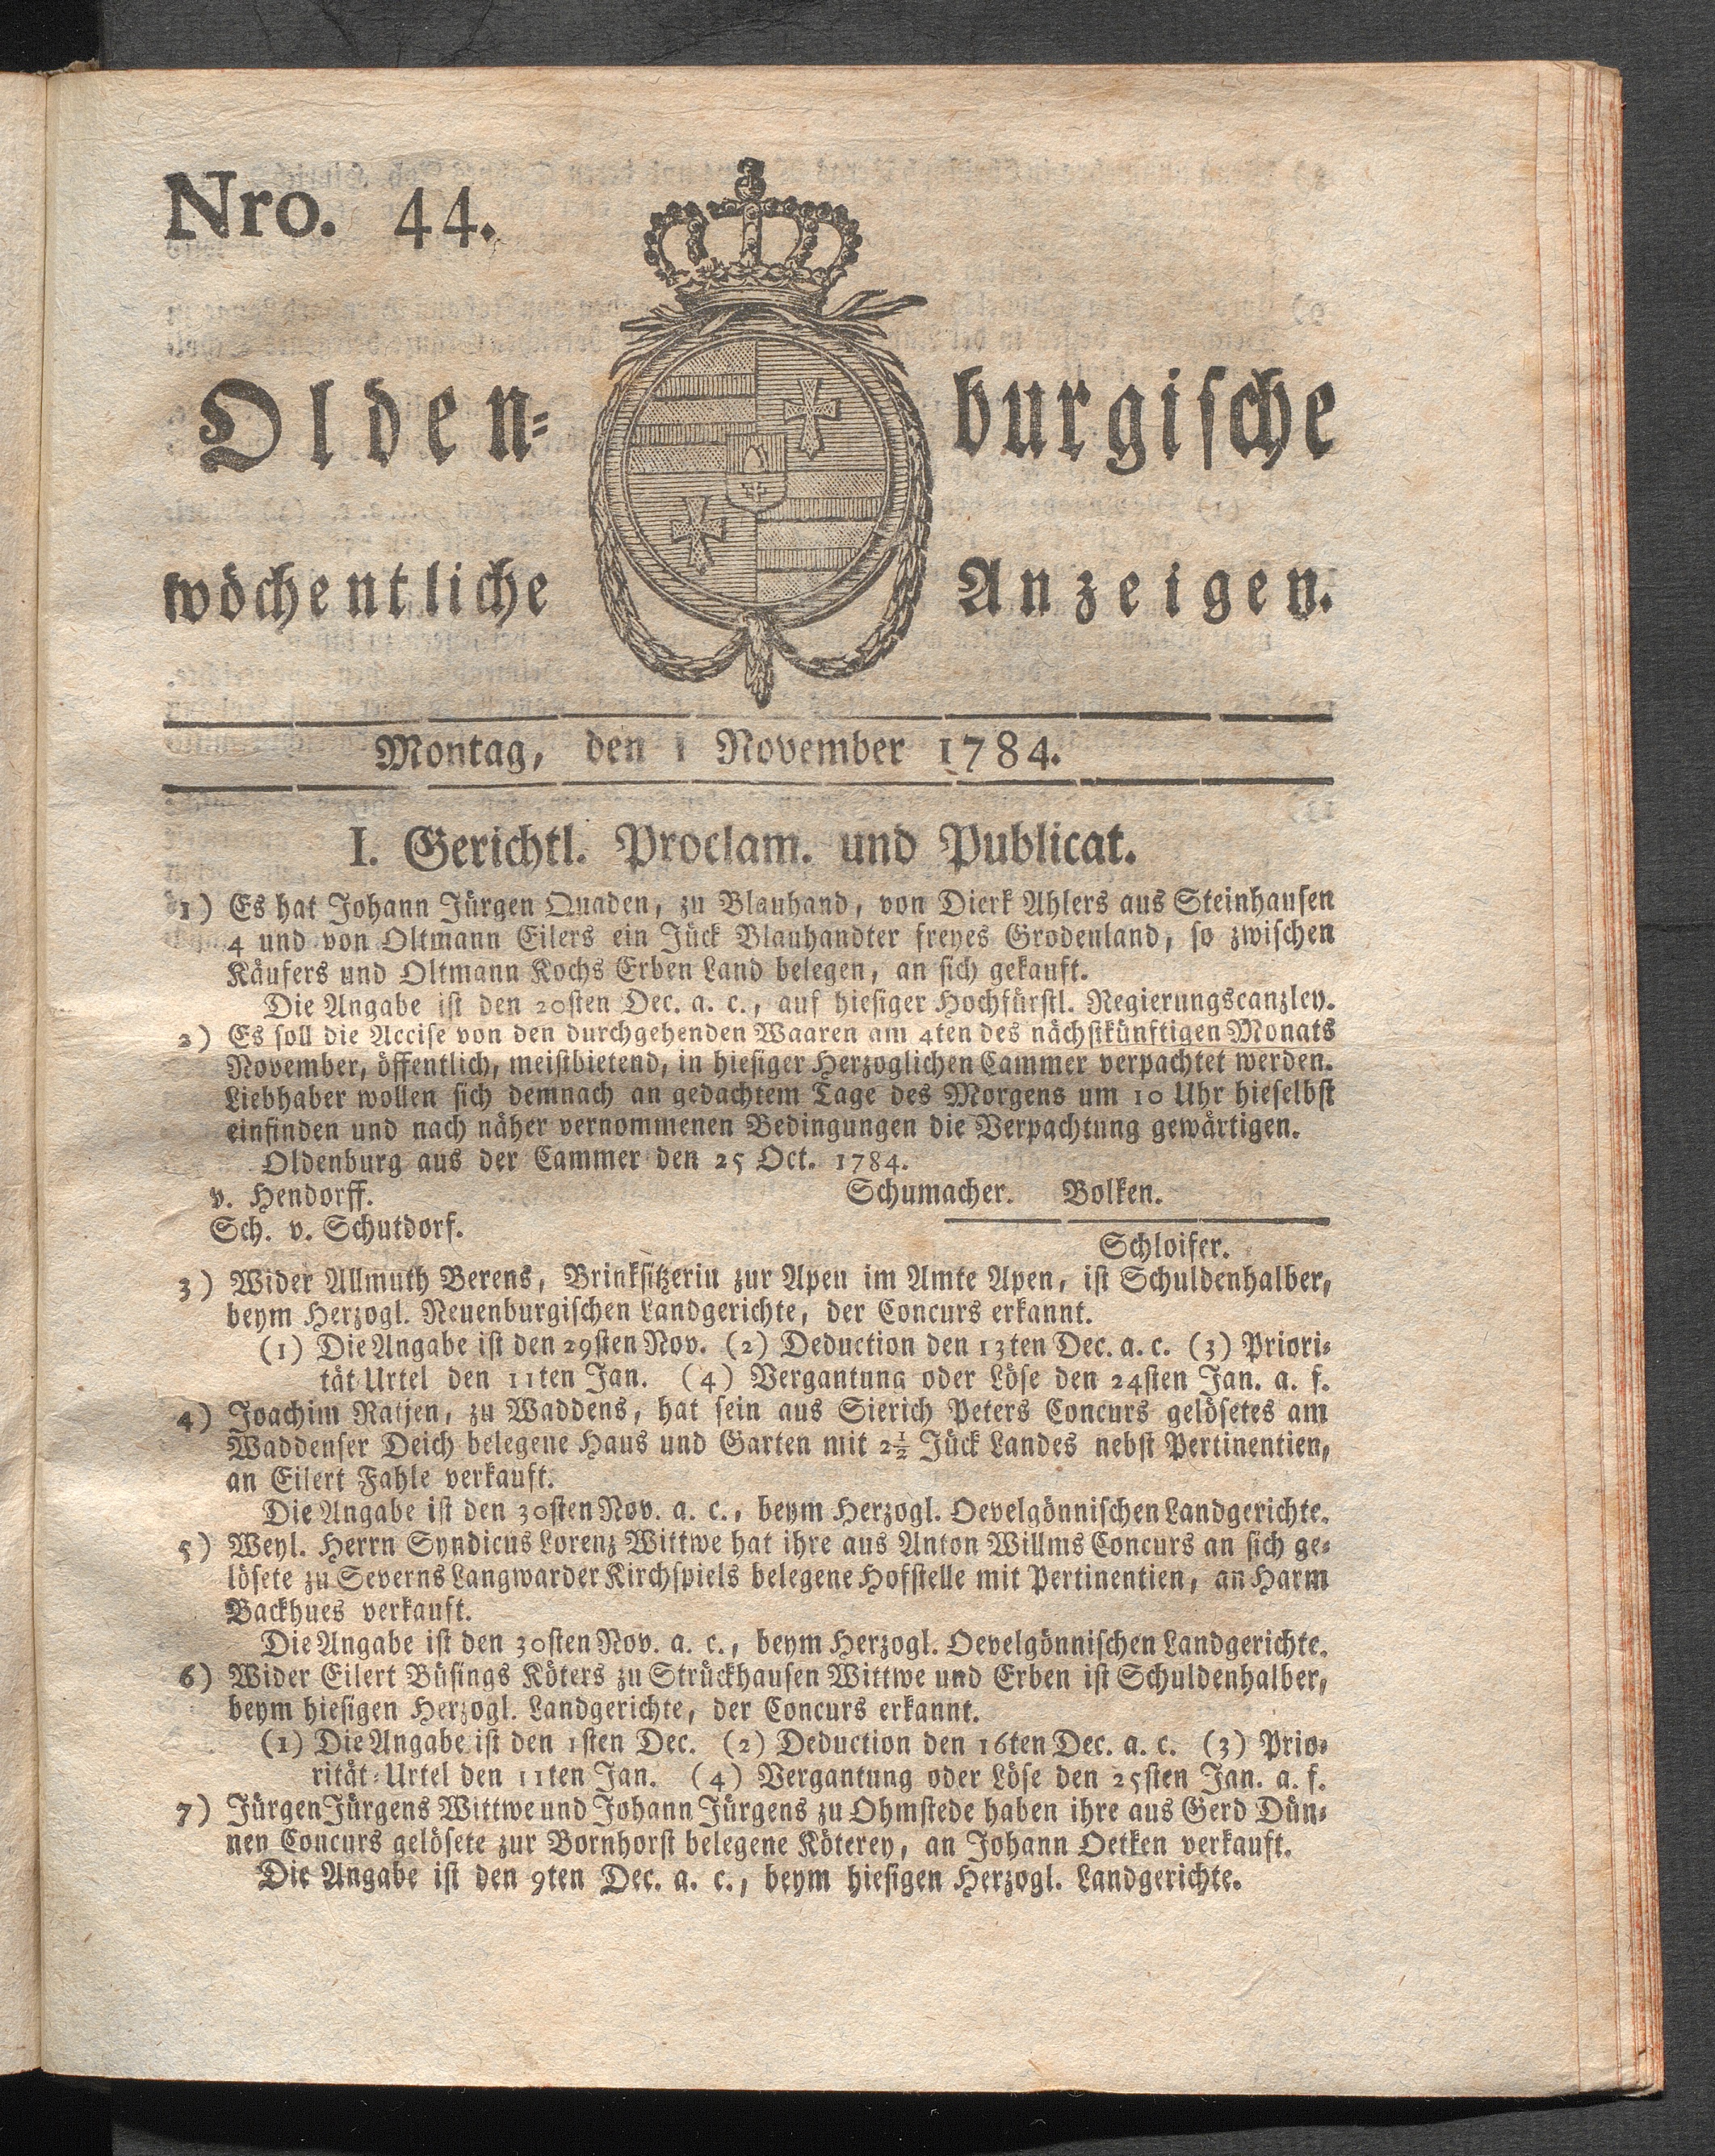 Nro. 44.
Olden= burgische
wöchentliche Anzeigen.
Montag, den 1 November 1784.
I. Gerichtl. Proclam. und Publicat.
1) Es hat Johann Jürgen Quaden, zu Blauhand, von Dierk Ahlers aus Steinhausen
4 und von Oltmann Eilers ein Jück Blauhandter freyes Grodenland, so zwischen
Käufers und Oltmann Kochs Erben Land belegen, an sich gekauft.
Die Angabe ist den 20sten Dec. a. c., auf hiesiger Hochfürstl. Regierungscanzley.
2) Es soll die Accise von den durchgehenden Waaren am 4ten des nächstkünftigen Monats
November, öffentlich, meistbietend, in hiesiger Herzoglichen Cammer verpachtet werden.
Liebhaber wollen sich demnach an gedachtem Tage des Morgens um 10 Uhr hieselbst
einfinden und nach näher vernommenen Bedingungen die Verpachtung gewärtigen.
Oldenburg aus der Cammer den 25 Oct. 1784.
v. Hendorff. Schumacher. Bolken.
Sch. v. Schutdorf.
Schloifer.
3) Wider Allmuth Berens, Brinksitzerin zur Apen im Amte Apen, ist Schuldenhalber,
beym Herzogl. Neuenburgischen Landgerichte, der Concurs erkannt.
(1) Die Angabe ist den 29sten Nov. (2) Deduction den 13ten Dec. a. c. (3) Priori=
tät=Urtel den 11ten Jan. (4) Vergantung oder Löse den 24sten Jan. a. f.
4) Joachim Ratjen, zu Waddens, hat sein aus Sierich Peters Concurs gelösetes am
Waddenser Deich belegene Haus und Garten mit 2½ Jück Landes nebst Pertinentien,
an Eilert Fahle verkauft.
Die Angabe ist den 30sten Nov. a. c., beym Herzogl. Oevelgönnischen Landgerichte.
5) Weyl. Herrn Syndicus Lorenz Wittwe hat ihre aus Anton Willms Concurs an sich ge=
lösete zu Severns Langwarder Kirchspiels belegene Hofstelle mit Pertinentien, an Harm
Backhues verkauft.
Die Angabe ist den 30sten Nov. a. c., beym Herzogl. Oevelgönnischen Landgerichte.
6) Wider Eilert Büsings Köters zu Strückhausen Wittwe und Erben ist Schuldenhalber,
beym hiesigen Herzogl. Landgerichte, der Concurs erkannt.
(1) Die Angabe ist den 1sten Dec. (2) Deduction den 16ten Dec. a. c. (3) Prio=
rität=Urtel den 11ten Jan. (4) Vergantung oder Löse den 25sten Jan. a. f.
7) Jürgen Jürgens Wittwe und Johann Jürgens zu Ohmstede haben ihre aus Gerd Dün=
nen Concurs gelösete zur Bornhorst belegene Köterey, an Johann Oetken verkauft.
Die Angabe ist den 9ten Dec. a. c., beym hiesigen Herzogl. Landgerichte.